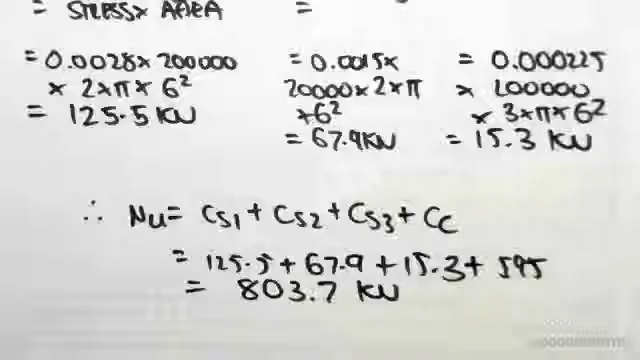 = STRESS × AREA =
= 0.0028 × 200000 = 0.0015 × = 0.000225
× 2 × π × 6² 20000 × 2 × π × 200000
= 125.5 KN × 6² × 3 × π × 6²
= 67.9 KN = 15.3 KN
∴ Nu = Cs1 + Cs2 + Cs3 + Cc
= 125.5 + 67.9 + 15.3 + 595
= 803.7 KN